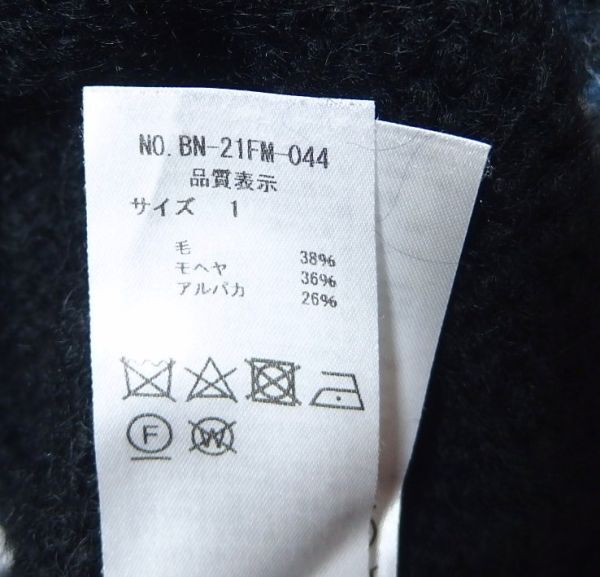 NO. BN-21FM-044
品質表示
サイズ 1
毛 38%
モヘヤ 36%
アルパカ 26%
F W